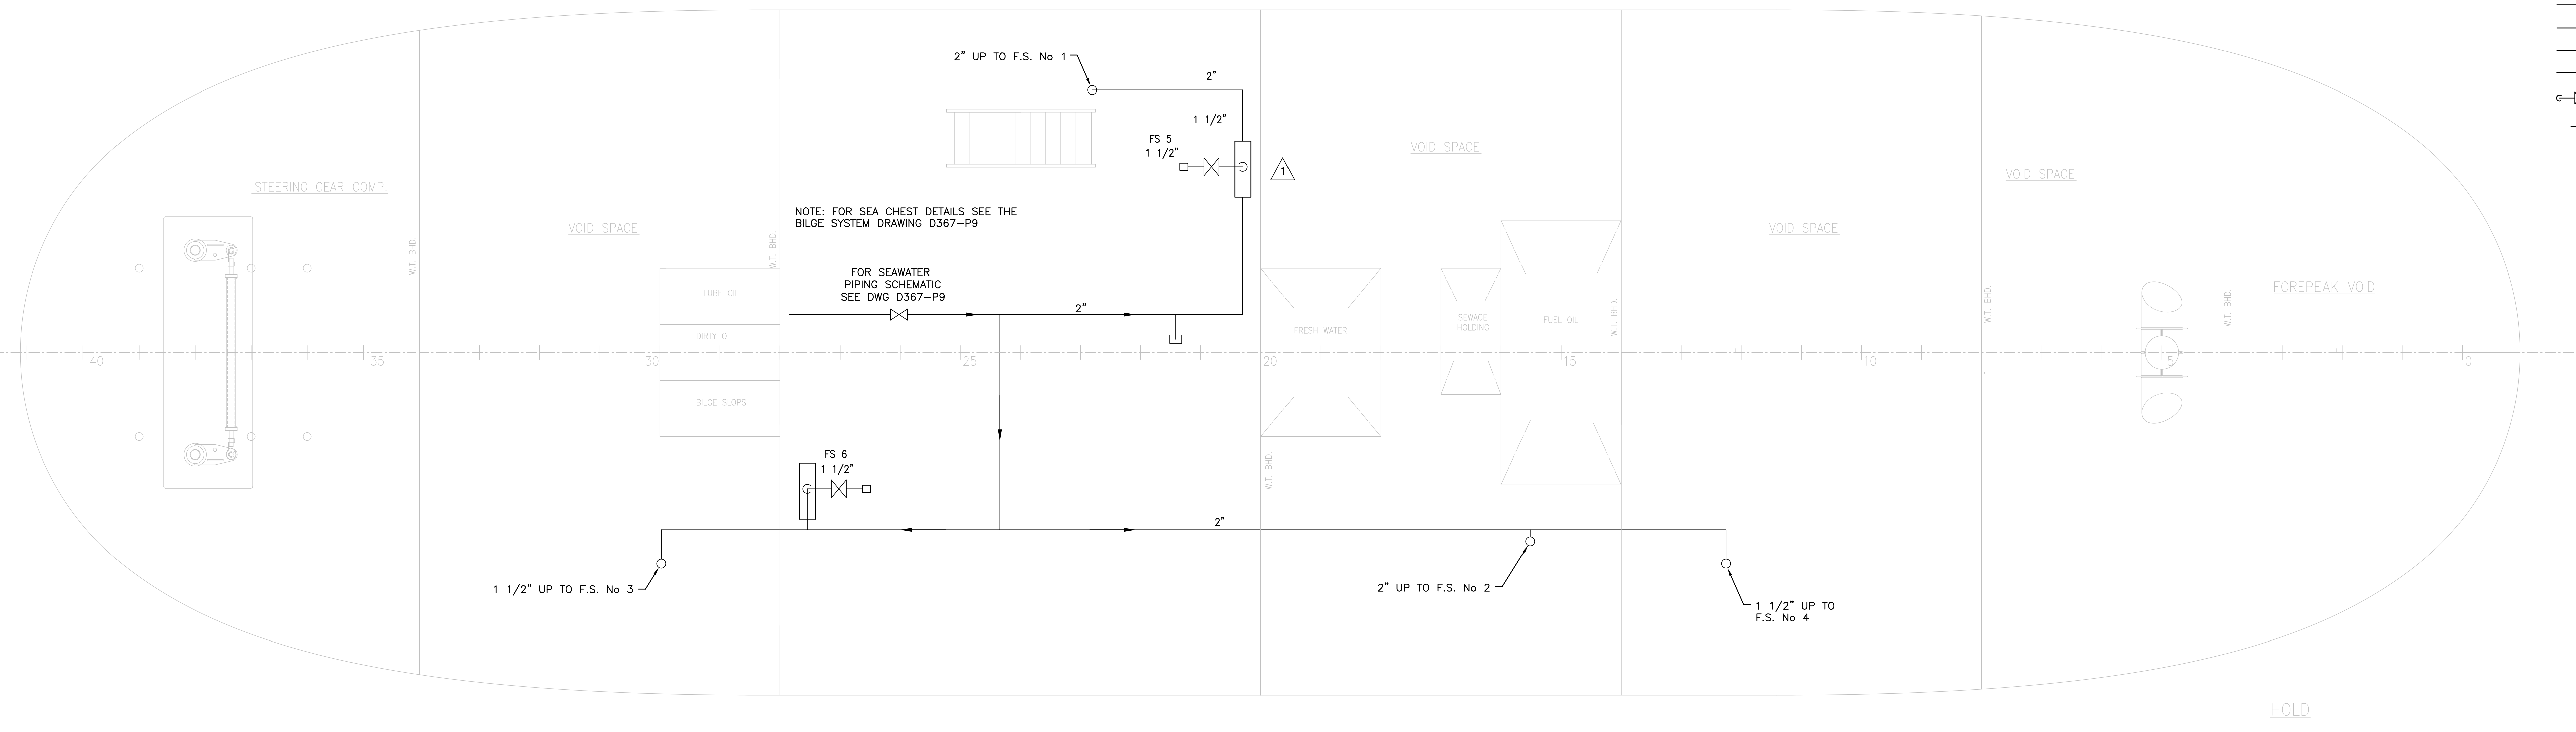 2" UP TO F.S. No 1
2"
1 1/2"
FS 5
1 1/2"
1
VOID SPACE
VOID SPACE
STEERING GEAR COMP.
NOTE: FOR SEA CHEST DETAILS SEE THE
BILGE SYSTEM DRAWING D367-P9
VOID SPACE
VOID SPACE
W.T. BHD.
W.T. BHD.
FOR SEAWATER
PIPING SCHEMATIC
SEE DWG D367-P9
2"
LUBE OIL
DIRTY OIL
BILGE SLOPS
FRESH WATER
SEWAGE
HOLDING
FUEL OIL
W.T. BHD.
W.T. BHD.
W.T. BHD.
FOREPEAK VOID
40
35
30
25
20
15
10
5
0
W.T. BHD.
FS 6
1 1/2"
2"
1 1/2" UP TO F.S. No 3
2" UP TO F.S. No 2
1 1/2" UP TO
F.S. No 4
HOLD